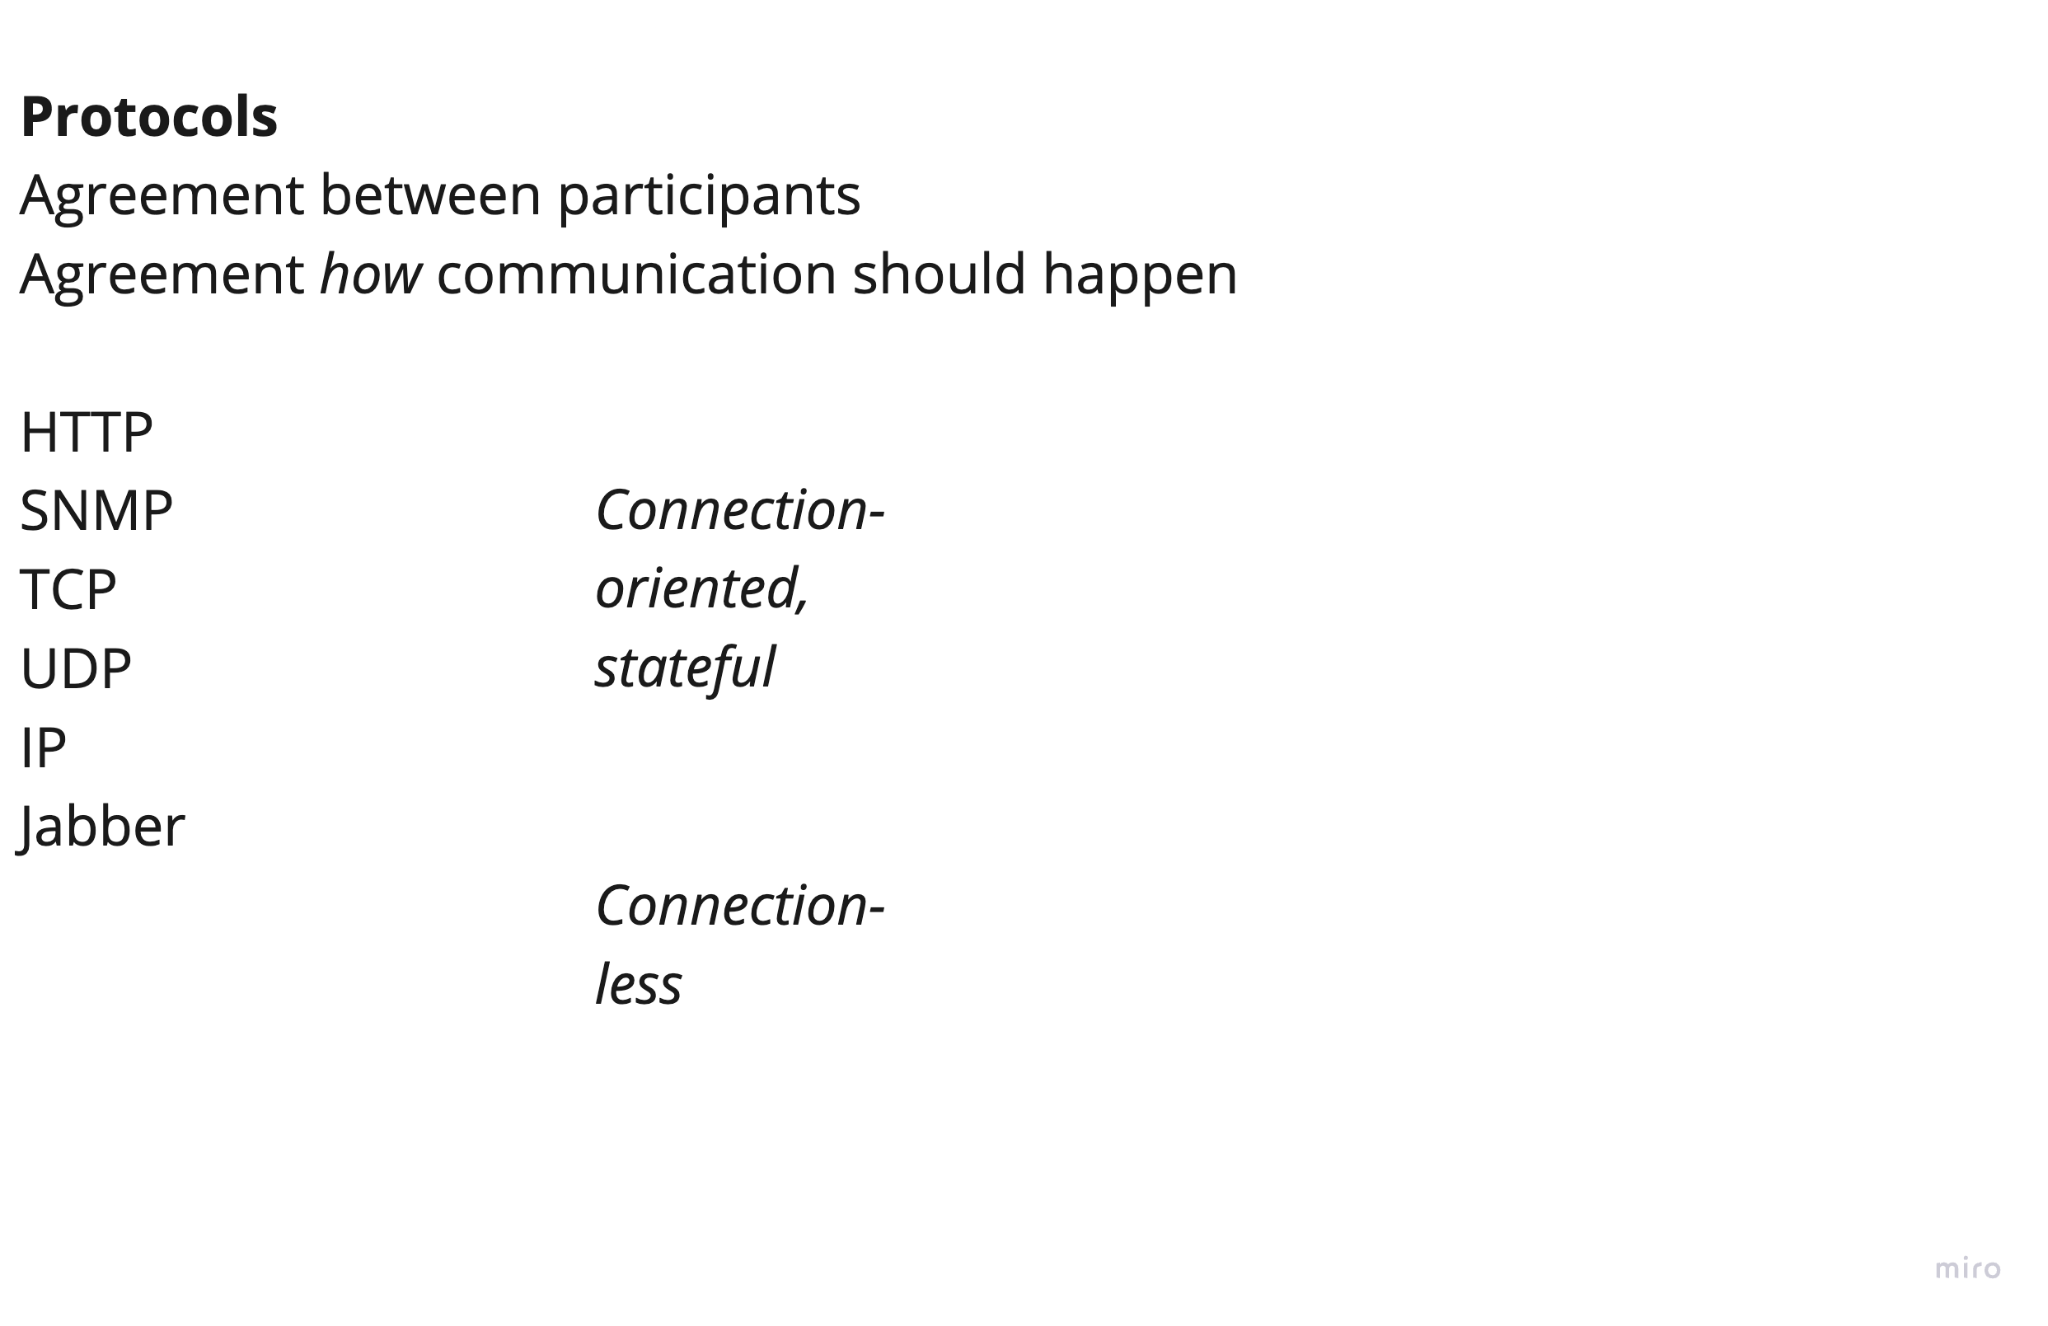 Protocols
Agreement between participants
Agreement how communication should happen
HTTP
SNMP
TCP
UDP
IP
Jabber
Connection-
oriented,
stateful
Connection-
less
miro